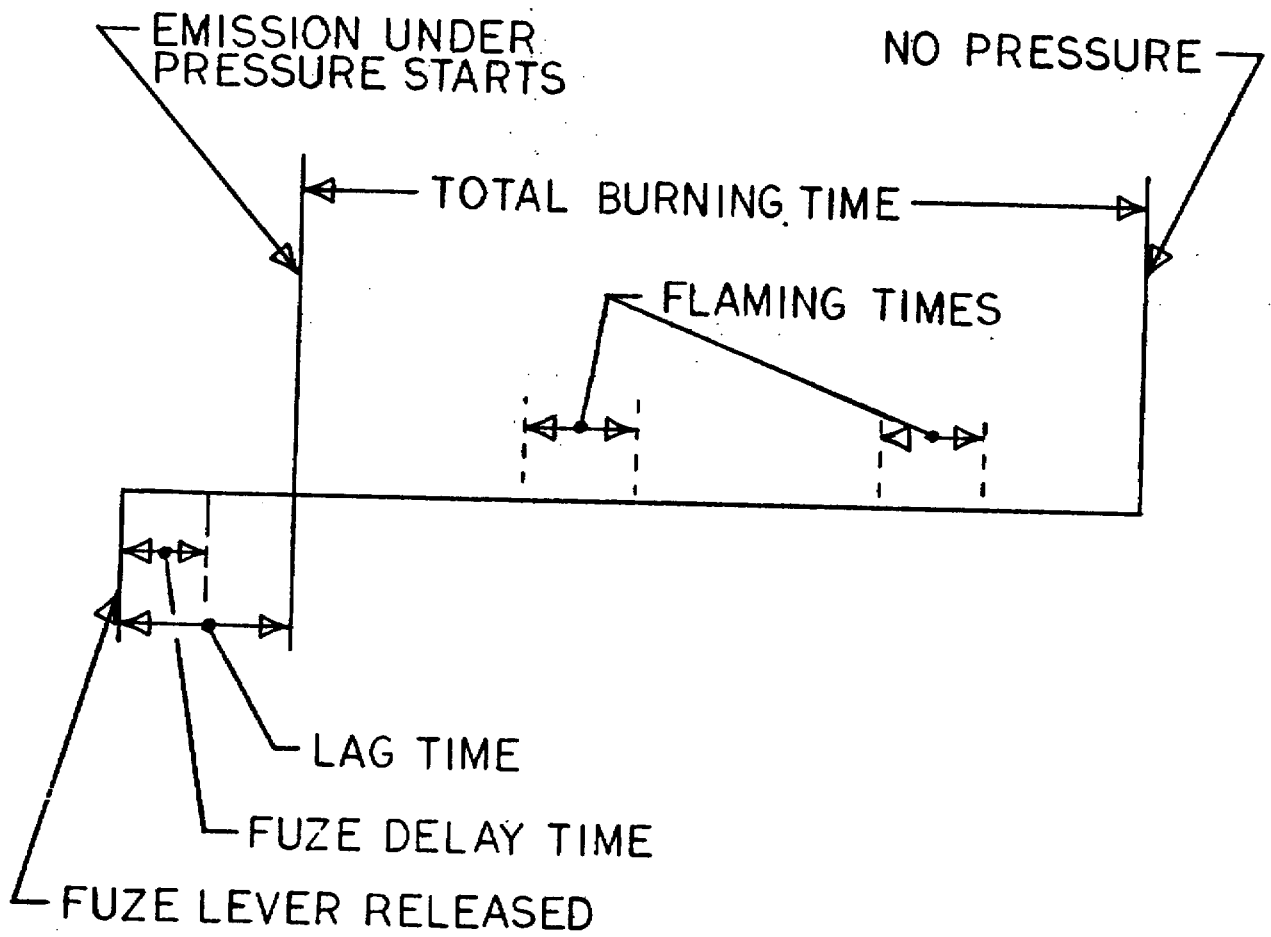 EMISSION UNDER
PRESSURE STARTS
NO PRESSURE
TOTAL BURNING TIME
FLAMING TIMES
LAG TIME
FUZE DELAY TIME
FUZE LEVER RELEASED